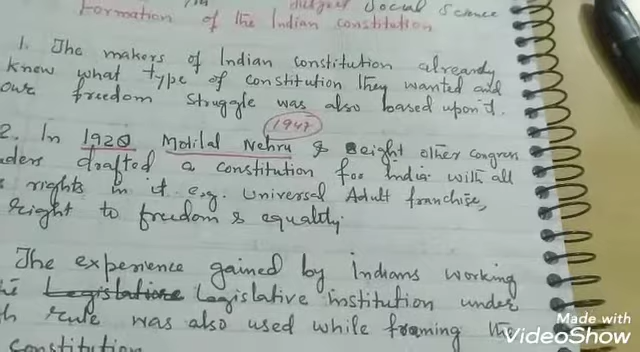 Subject Social Science
Formation of the Indian constitution
1. The makers of Indian constitution already
know what type of constitution they wanted and
our freedom struggle was also based upon it.
1947
2. In 1920 Motilal Nehru & eight other congress
drafted a constitution for India with all
rights in it e.g. Universal Adult franchise,
right to freedom & equality.
The experience gained by Indians working
Legislative Legislative institution under
rule was also used while framing the
constitution
Made with
VideoShow